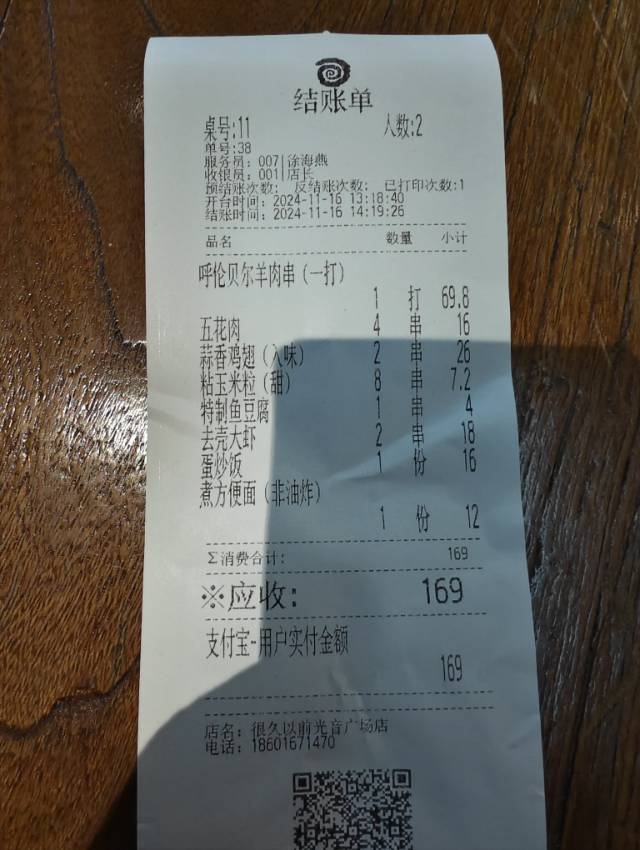 结账单
桌号:11 人数:2
单号:38
服务员: 007|涂海燕
收银员: 001|店长
预结账次数: 反结账次数: 已打印次数:1
开台时间: 2024-11-16 13:18:40
结账时间: 2024-11-16 14:19:26
品名 数量 小计
呼伦贝尔羊肉串(一打)
1 打 69.8
五花肉 4 串 16
蒜香鸡翅(入味) 2 串 26
粘玉米粒(甜) 8 串 7.2
特制鱼豆腐 1 串 4
去壳大虾 2 串 18
蛋炒饭 1 份 16
煮方便面(非油炸)
1 份 12
Σ消费合计: 169
※应收: 169
支付宝-用户实付金额
169
店名: 很久以前光音广场店
电话: 18601671470